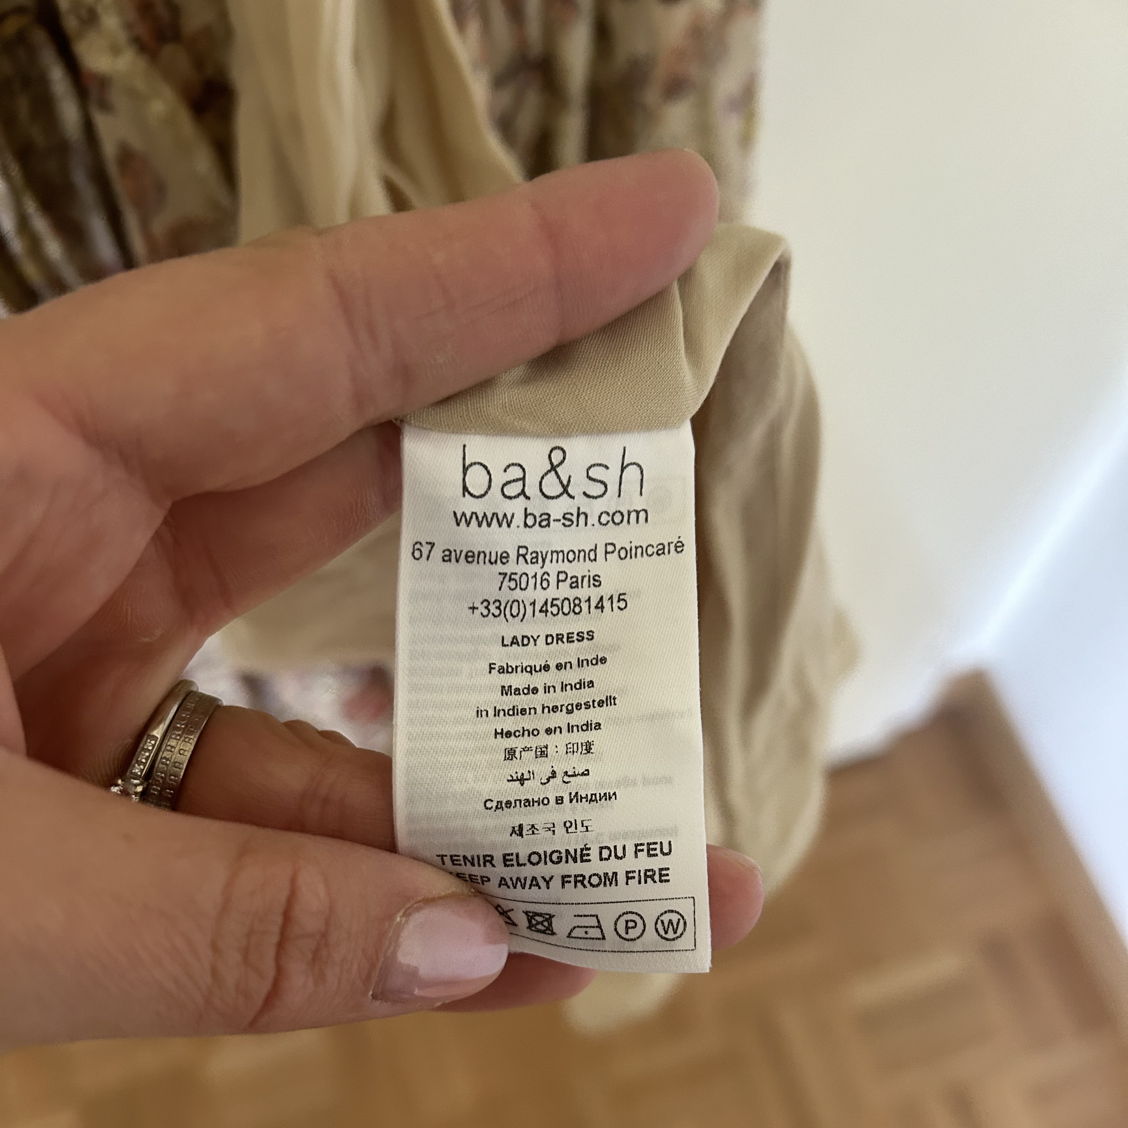 ba&sh
www.ba-sh.com
67 avenue Raymond Poincaré
75016 Paris
+33(0)145081415
LADY DRESS
Fabriqué en Inde
Made in India
in Indien hergestellt
Hecho en India
原产国：印度
صنع في الهند
Сделано в Индии
제조국 인도
TENIR ELOIGNÉ DU FEU
KEEP AWAY FROM FIRE
P W